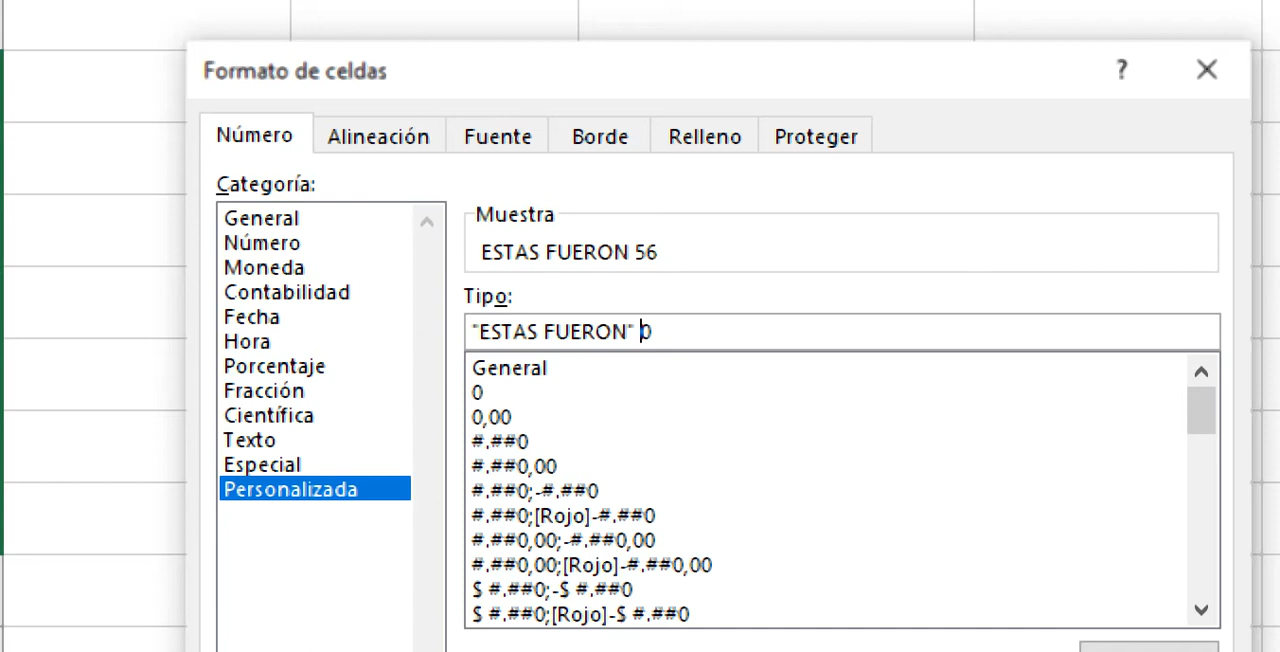 Formato de celdas ?
Número Alineación Fuente Borde Relleno Proteger
Categoría:
General
Número
Moneda
Contabilidad
Fecha
Hora
Porcentaje
Fracción
Científica
Texto
Especial
Personalizada
Muestra
ESTAS FUERON 56
Tipo:
"ESTAS FUERON" 0
General
0
0,00
#.##0
#.##0,00
#.##0;-#.##0
#.##0;[Rojo]-#.##0
#.##0,00;-#.##0,00
#.##0,00;[Rojo]-#.##0,00
$ #.##0;-$ #.##0
$ #.##0;[Rojo]-$ #.##0